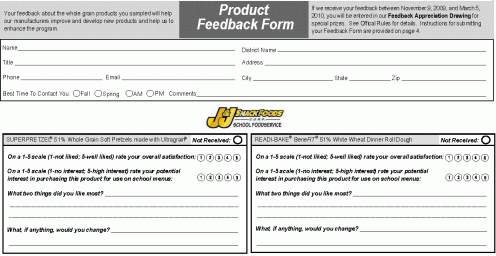 Your feedback about the whole grain products you sampled will help
our manufacturers improve and develop new products and help us to
enhance the program.
Product
Feedback Form
If we receive your feedback between November 9, 2009, and March 5,
2010, you will be entered in our Feedback Appreciation Drawing for
special prizes. See Offical Rules for details. Instructions for submitting
your Feedback Form are provided on page 4.
Name
District Name
Title
Address
Phone Email
City State Zip
Best Time To Contact You: Fall Spring AM PM Comments
J&J SNACK FOODS
CORP.
SCHOOL FOODSERVICE
SUPERPRETZEL® 51% Whole Grain Soft Pretzels made with Ultragrain® Not Received:
On a 1-5 scale (1-not liked; 5-well liked) rate your overall satisfaction: 1 2 3 4 5
On a 1-5 scale (1-no interest; 5-high interest) rate your potential
interest in purchasing this product for use on school menus: 1 2 3 4 5
What two things did you like most?
What, if anything, would you change?
READI-BAKE® BeneFIT® 51% White Wheat Dinner Roll Dough Not Received:
On a 1-5 scale (1-not liked; 5-well liked) rate your overall satisfaction: 1 2 3 4 5
On a 1-5 scale (1-no interest; 5-high interest) rate your potential
interest in purchasing this product for use on school menus: 1 2 3 4 5
What two things did you like most?
What, if anything, would you change?